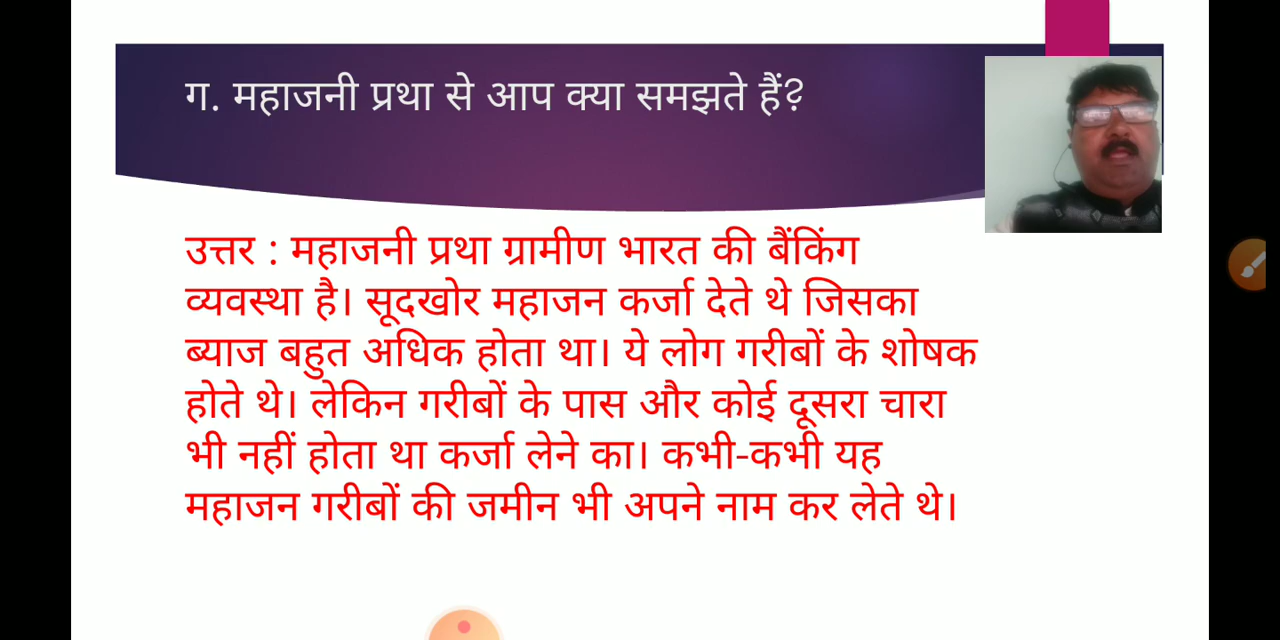 ग. महाजनी प्रथा से आप क्या समझते हैं?
उत्तर : महाजनी प्रथा ग्रामीण भारत की बैंकिंग
व्यवस्था है। सूदखोर महाजन कर्जा देते थे जिसका
ब्याज बहुत अधिक होता था। ये लोग गरीबों के शोषक
होते थे। लेकिन गरीबों के पास और कोई दूसरा चारा
भी नहीं होता था कर्जा लेने का। कभी-कभी यह
महाजन गरीबों की जमीन भी अपने नाम कर लेते थे।